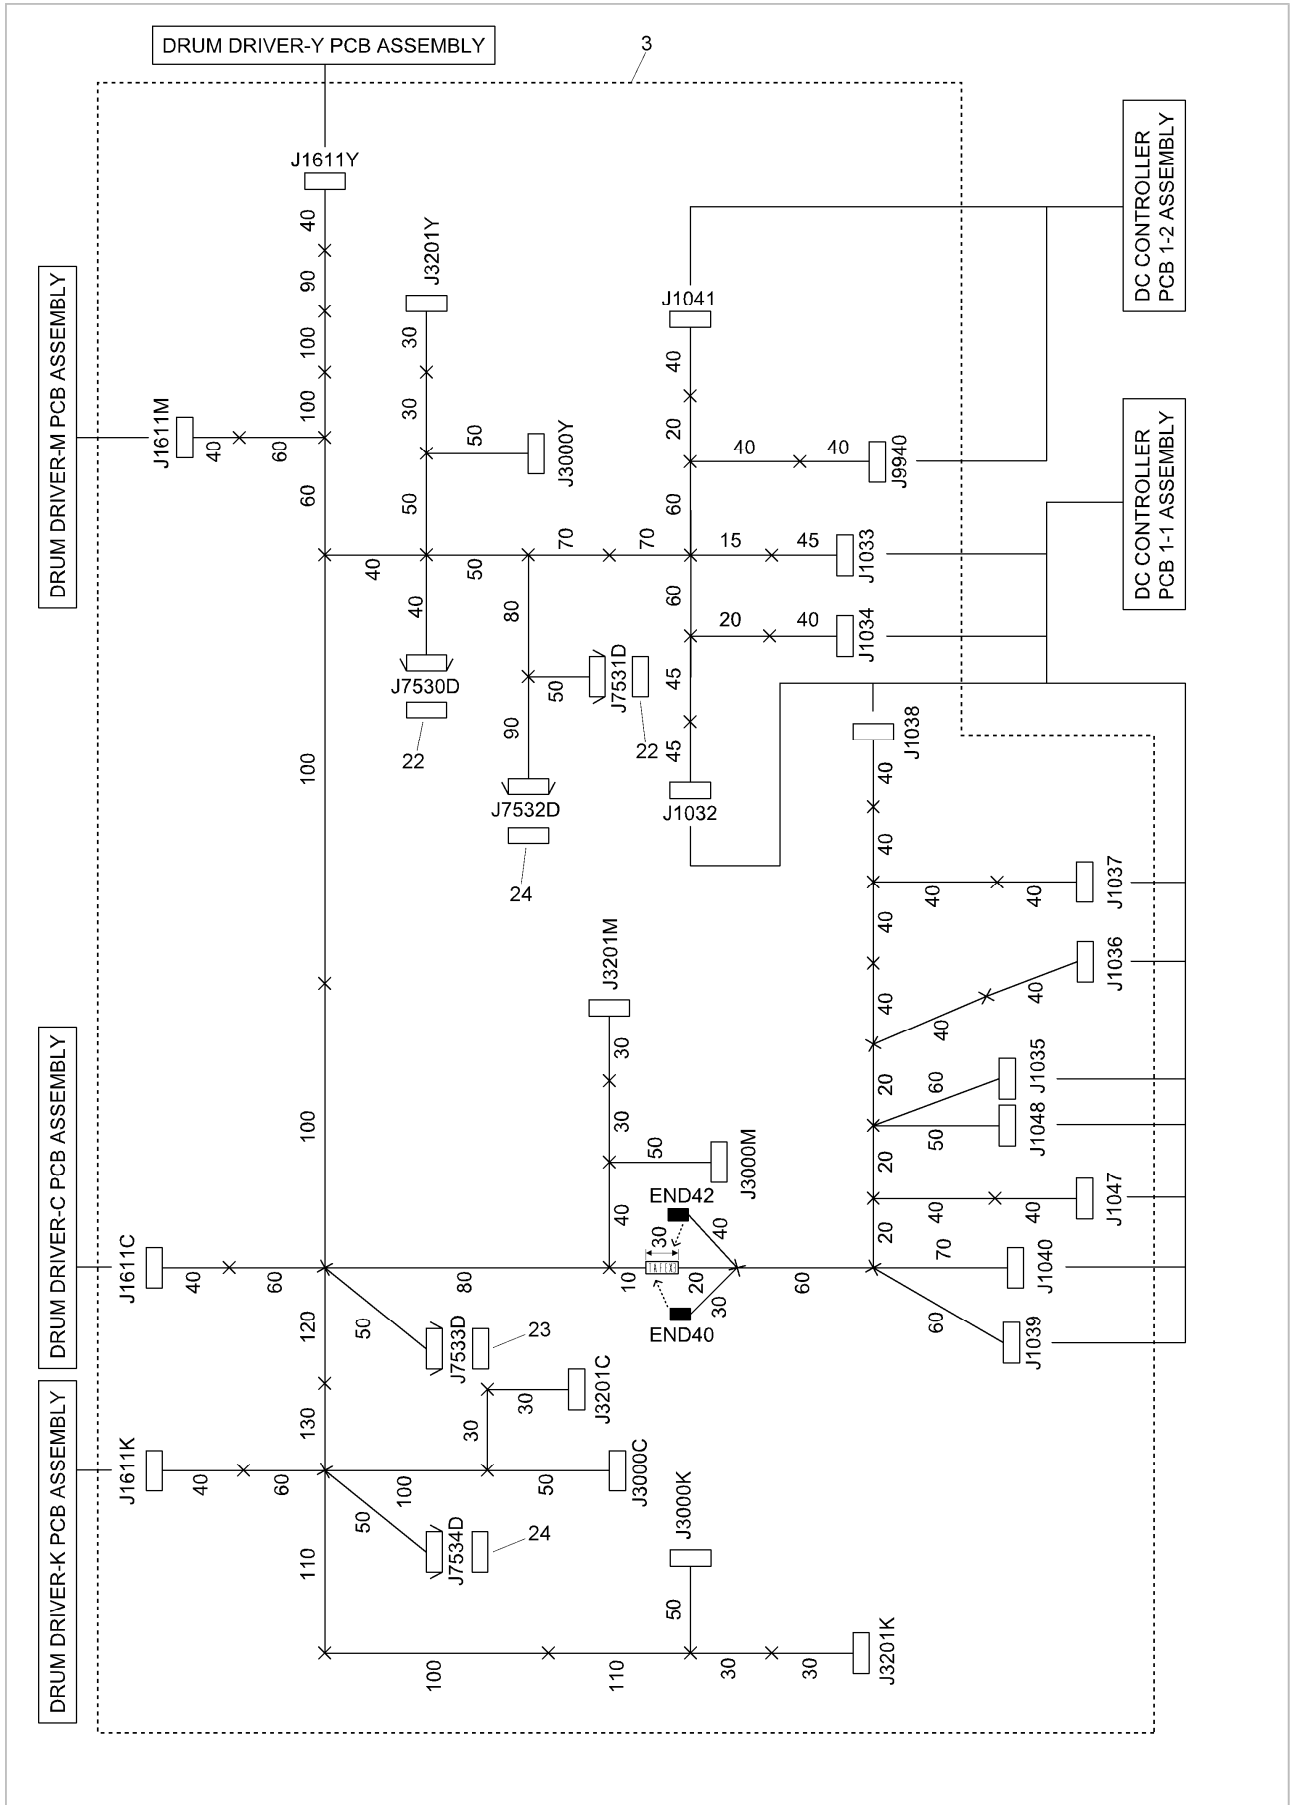 DRUM DRIVER-Y PCB ASSEMBLY
3
J1611Y
40
90
100
100
60
DRUM DRIVER-M PCB ASSEMBLY
J1611M
40
60
J3201Y
30
30
50
J3000Y
50
40
50
70
70
40
J7530D
22
80
50
J7531D
22
90
J7532D
24
J1041
40
20
40
40
J9940
60
15
45
J1033
60
20
40
J1034
45
45
J1032
DC CONTROLLER
PCB 1-2 ASSEMBLY
DC CONTROLLER
PCB 1-1 ASSEMBLY
J1038
40
40
40
40
J1037
40
40
40
40
J1036
20
60
J1035
50
J1048
20
40
40
J1047
20
70
J1040
60
J1039
100
100
DRUM DRIVER-C PCB ASSEMBLY
J1611C
40
60
80
J3201M
30
30
50
J3000M
40
END42
30
40
10
20
60
30
END40
120
50
J7533D
23
130
DRUM DRIVER-K PCB ASSEMBLY
J1611K
40
60
100
50
J3000C
30
30
J3201C
50
J7534D
24
110
100
110
50
J3000K
30
30
J3201K